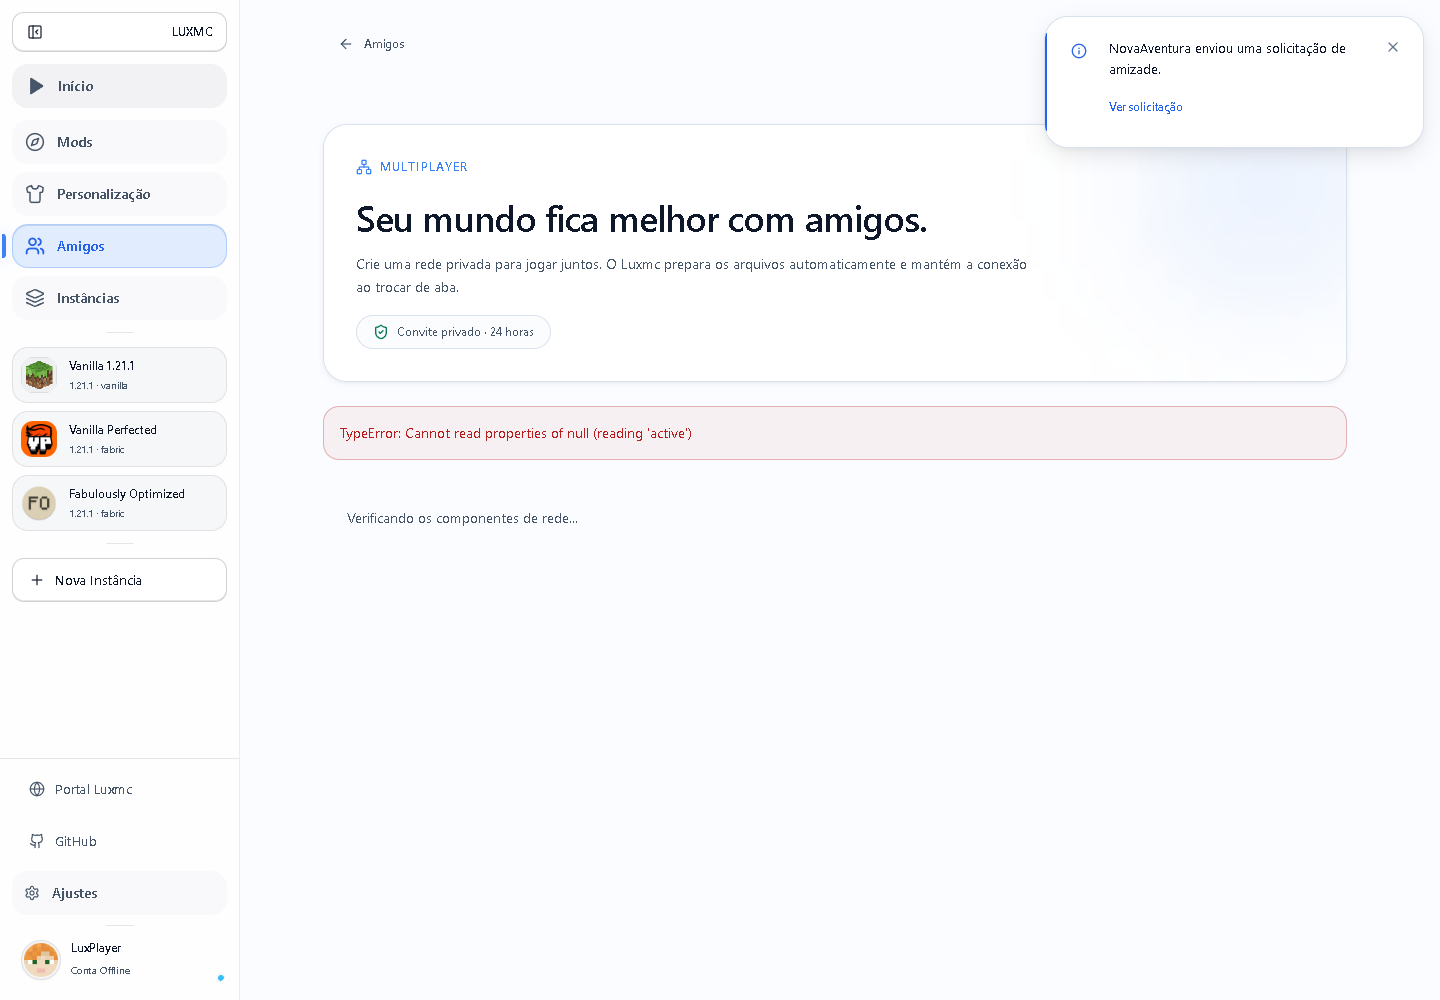 LUXMC
Início
Mods
Personalização
Amigos
Instâncias
Vanilla 1.21.1
1.21.1 · vanilla
VP
Vanilla Perfected
1.21.1 · fabric
FO
Fabulously Optimized
1.21.1 · fabric
Nova Instância
Portal Luxmc
GitHub
Ajustes
LuxPlayer
Conta Offline
Amigos
NovaAventura enviou uma solicitação de
amizade.
Ver solicitação
MULTIPLAYER
Seu mundo fica melhor com amigos.
Crie uma rede privada para jogar juntos. O Luxmc prepara os arquivos automaticamente e mantém a conexão
ao trocar de aba.
Convite privado · 24 horas
TypeError: Cannot read properties of null (reading 'active')
Verificando os componentes de rede...